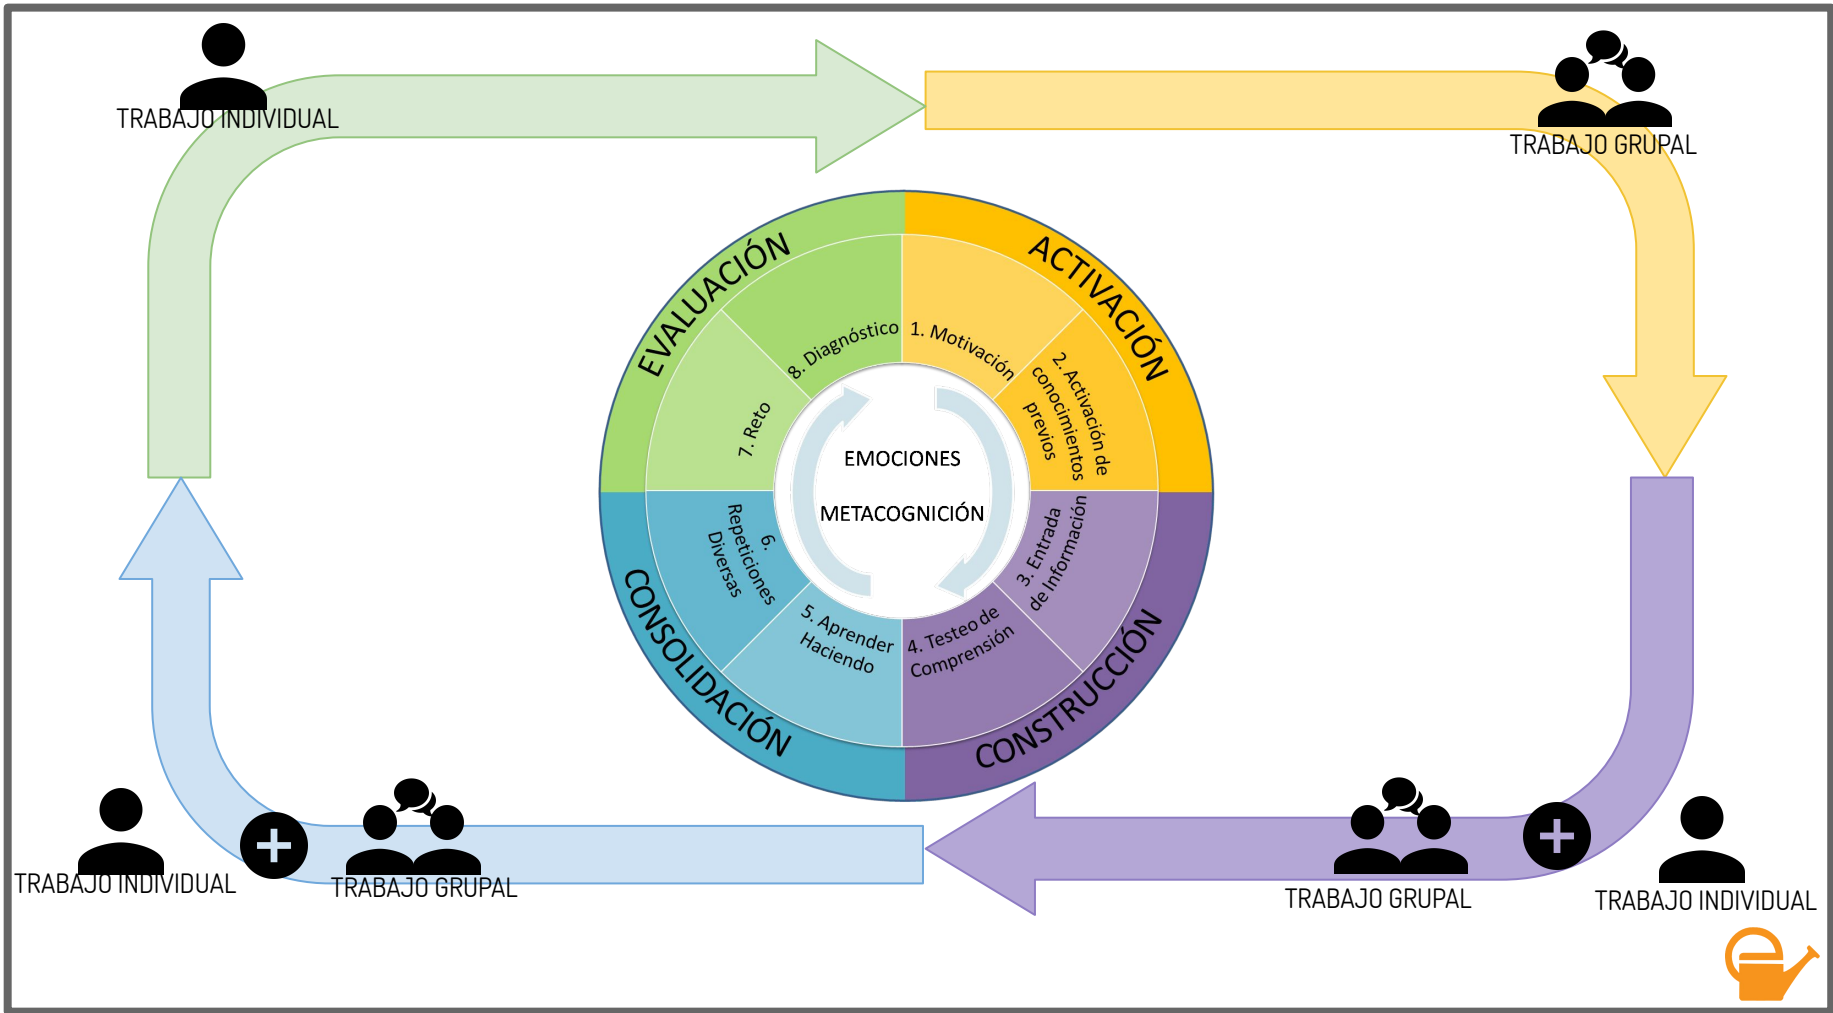 TRABAJO INDIVIDUAL
TRABAJO GRUPAL
EVALUACIÓN
ACTIVACIÓN
8. Diagnóstico
1. Motivación
2. Activación de
conocimientos
previos
7. Reto
EMOCIONES
METACOGNICIÓN
3. Entrada
de Información
6.
Repeticiones
Diversas
5. Aprender
Haciendo
4. Testeo de
Comprensión
CONSOLIDACIÓN
CONSTRUCCIÓN
TRABAJO INDIVIDUAL
+
TRABAJO GRUPAL
TRABAJO GRUPAL
+
TRABAJO INDIVIDUAL